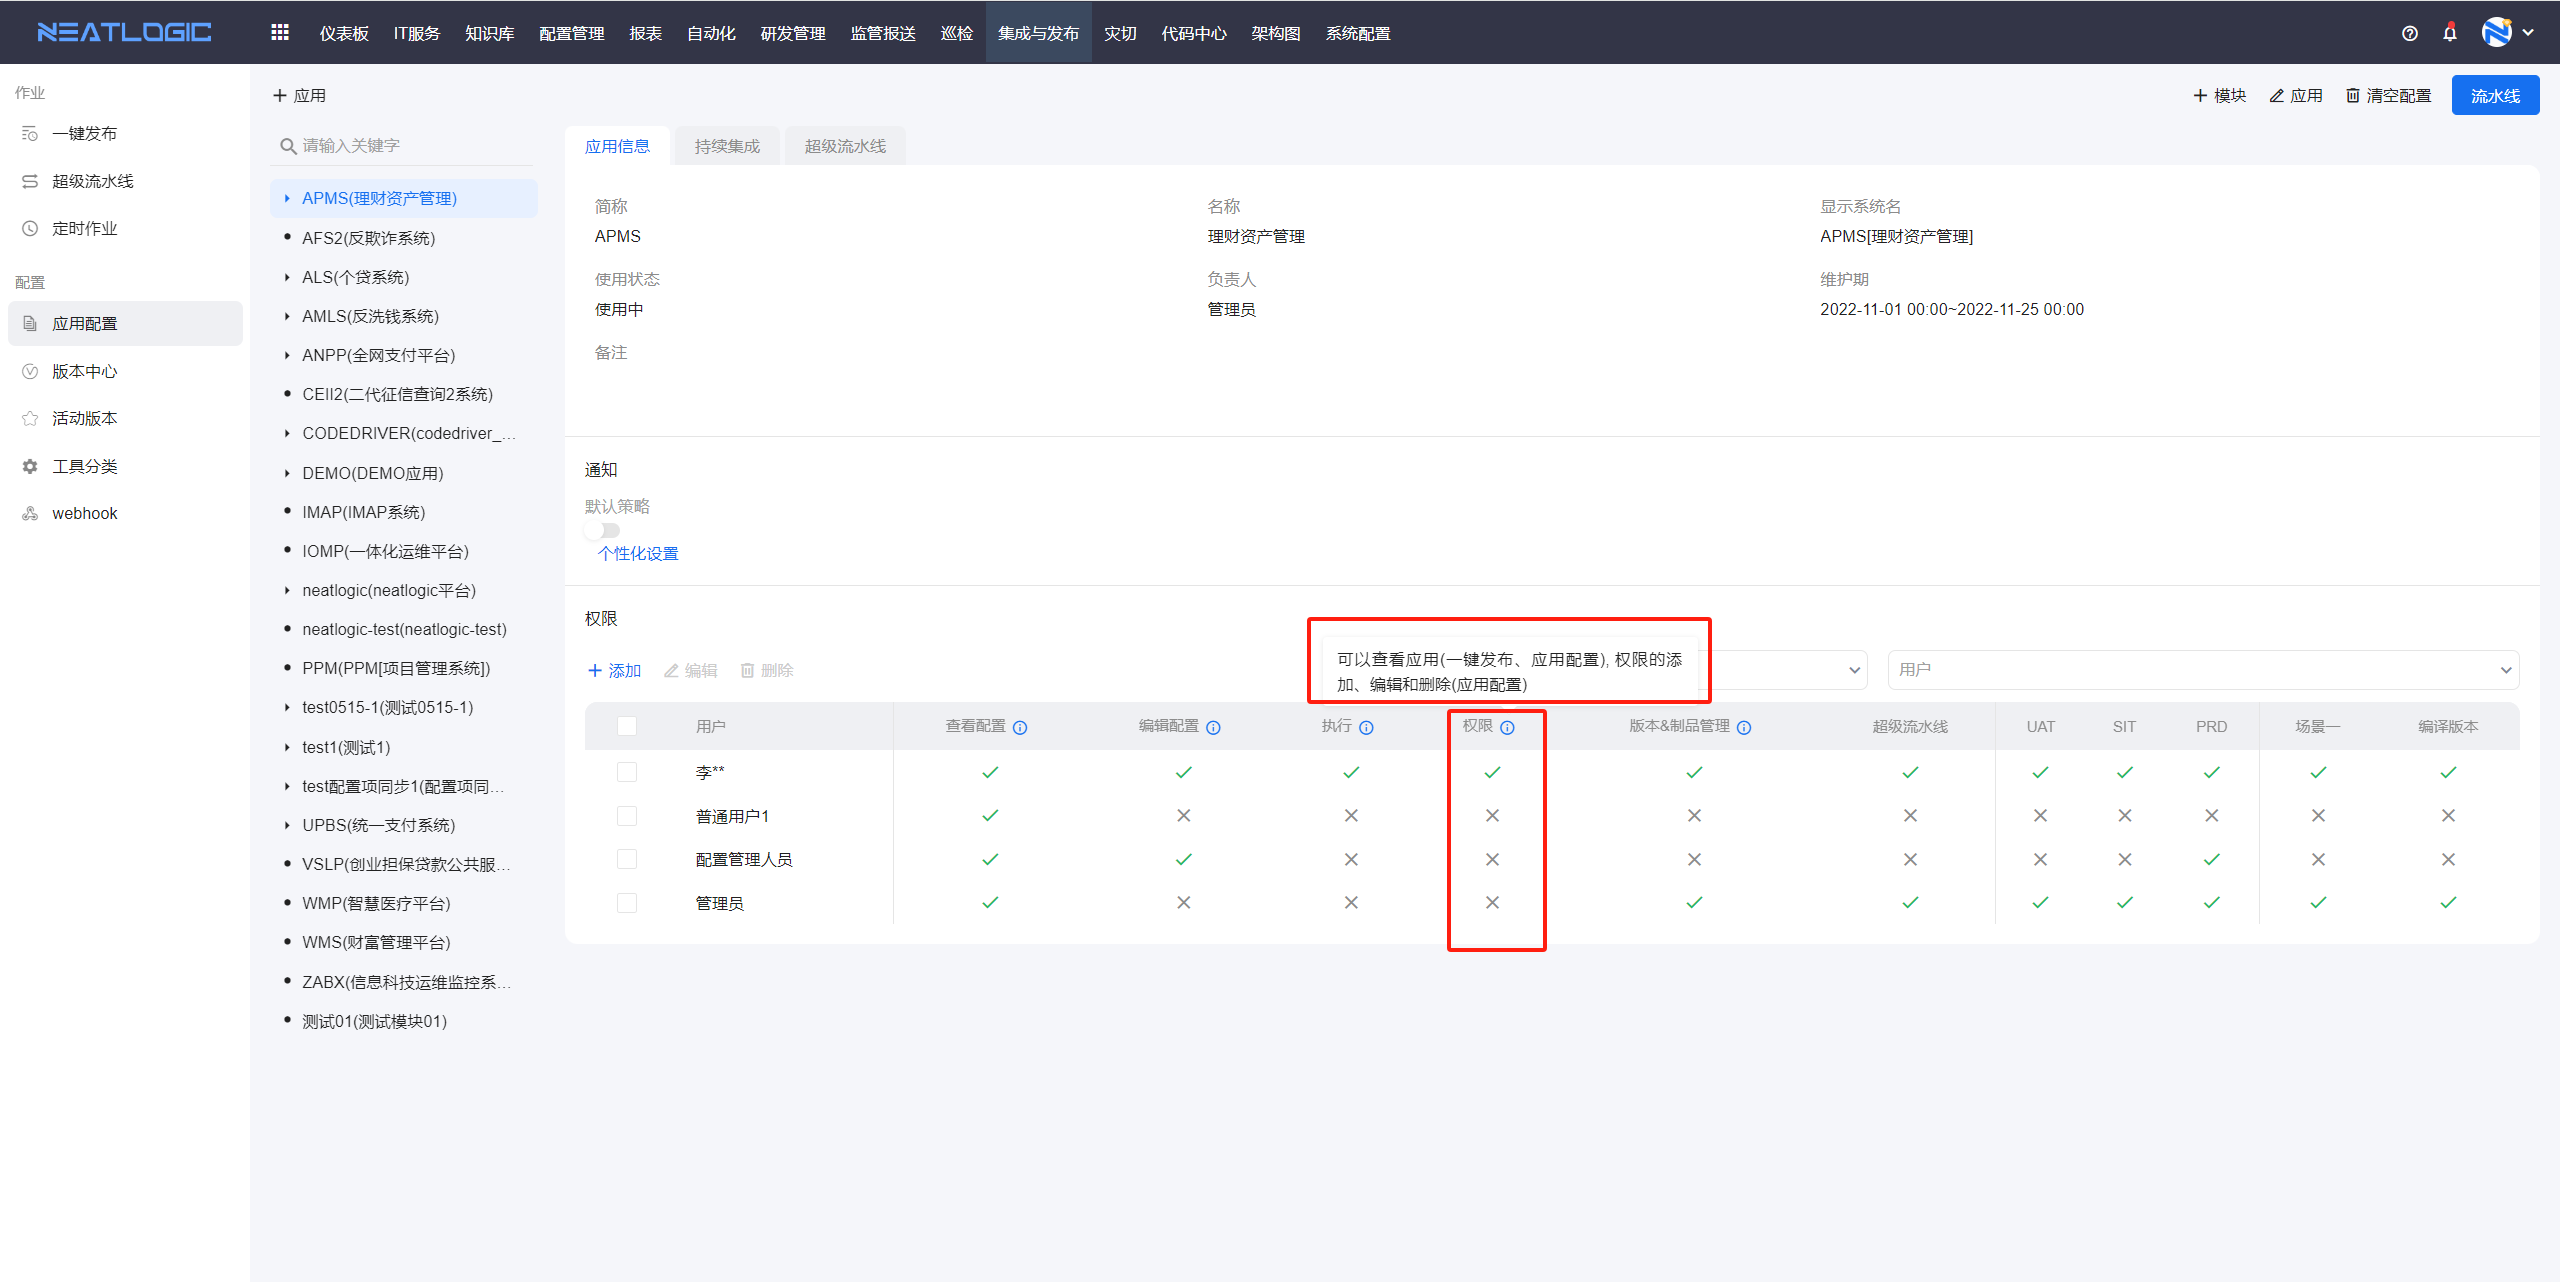 NEATLOGIC
仪表板 IT服务 知识库 配置管理 报表 自动化 研发管理 监管报送 巡检 集成与发布 灾切 代码中心 架构图 系统配置
作业
一键发布
超级流水线
定时作业
配置
应用配置
版本中心
活动版本
工具分类
webhook
应用
请输入关键字
APMS(理财资产管理)
AFS2(反欺诈系统)
ALS(个贷系统)
AMLS(反洗钱系统)
ANPP(全网支付平台)
CEII2(二代征信查询2系统)
CODEDRIVER(codedriver_...
DEMO(DEMO应用)
IMAP(IMAP系统)
IOMP(一体化运维平台)
neatlogic(neatlogic平台)
neatlogic-test(neatlogic-test)
PPM(PPM[项目管理系统])
test0515-1(测试0515-1)
test1(测试1)
test配置项同步1(配置项同...
UPBS(统一支付系统)
VSLP(创业担保贷款公共服...
WMP(智慧医疗平台)
WMS(财富管理平台)
ZABX(信息科技运维监控系...
测试01(测试模块01)
模块 应用 清空配置 流水线
应用信息 持续集成 超级流水线
简称 名称 显示系统名
APMS 理财资产管理 APMS[理财资产管理]
使用状态 负责人 维护期
使用中 管理员 2022-11-01 00:00~2022-11-25 00:00
备注
通知
默认策略
个性化设置
权限
可以查看应用(一键发布、应用配置), 权限的添
加、编辑和删除(应用配置)
添加 编辑 删除 用户
用户 查看配置 编辑配置 执行 权限 版本&制品管理 超级流水线 UAT SIT PRD 场景一 编译版本
李**
普通用户1
配置管理人员
管理员